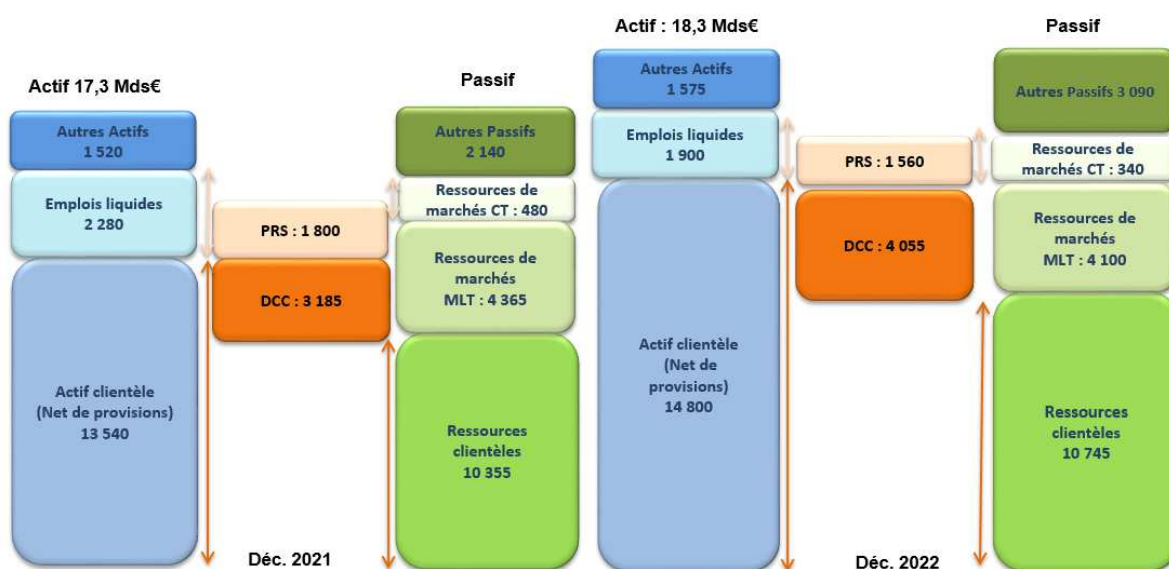 Actif 17,3 Mds€
Passif
Autres Actifs
1 520
Emplois liquides
2 280
Actif clientèle
(Net de provisions)
13 540
PRS : 1 800
DCC : 3 185
Autres Passifs
2 140
Ressources de
marchés CT : 480
Ressources de
marchés
MLT : 4 365
Ressources
clientèles
10 355
Déc. 2021
Actif : 18,3 Mds€
Passif
Autres Actifs
1 575
Emplois liquides
1 900
Actif clientèle
(Net de
provisions)
14 800
PRS : 1 560
DCC : 4 055
Autres Passifs 3 090
Ressources de
marchés CT : 340
Ressources de
marchés
MLT : 4 100
Ressources
clientèles
10 745
Déc. 2022